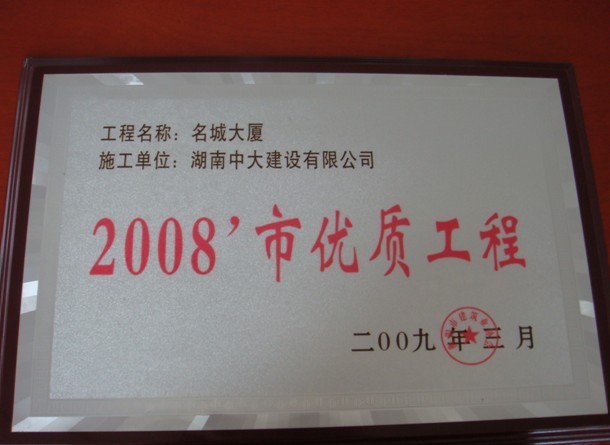 工程名称：名城大厦
施工单位：湖南中大建设有限公司
2008'市优质工程
二00九年三月